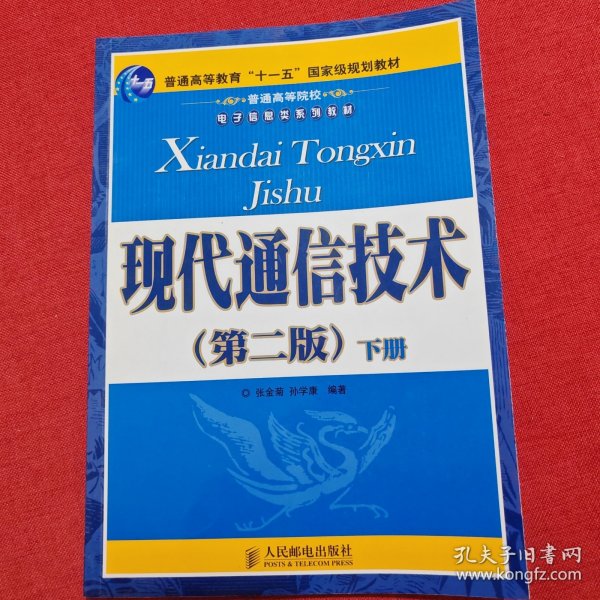 十一五
普通高等教育“十一五”国家级规划教材
普通高等院校
电子信息类系列教材
Xiandai Tongxin
Jishu
现代通信技术
（第二版）下册
◎ 张金菊 孙学康 编著
人民邮电出版社
POSTS & TELECOM PRESS
孔夫子旧书网
www.kongfz.com